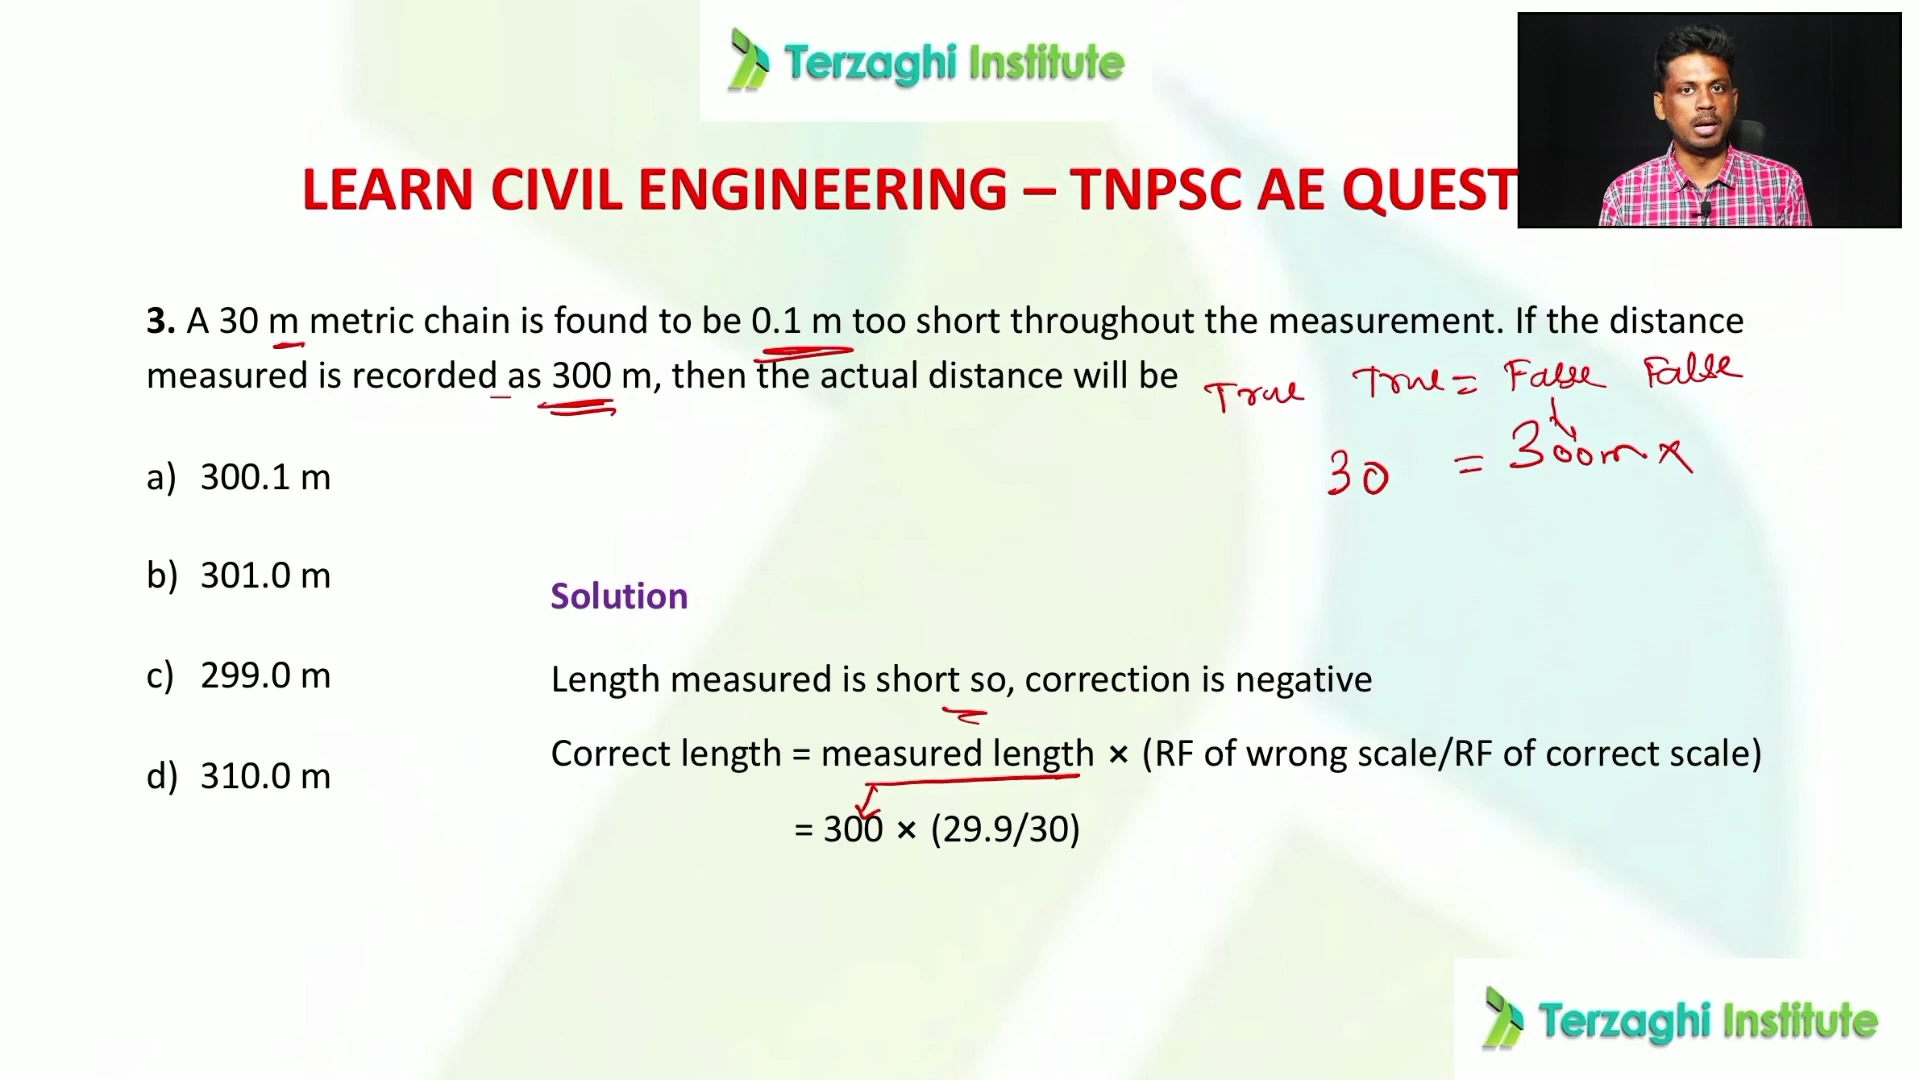 Terzaghi Institute
LEARN CIVIL ENGINEERING – TNPSC AE QUEST
3. A 30 m metric chain is found to be 0.1 m too short throughout the measurement. If the distance
measured is recorded as 300 m, then the actual distance will be
True True = False False
30 = 300m ×
a) 300.1 m
b) 301.0 m
c) 299.0 m
d) 310.0 m
Solution
Length measured is short so, correction is negative
Correct length = measured length × (RF of wrong scale/RF of correct scale)
= 300 × (29.9/30)
Terzaghi Institute